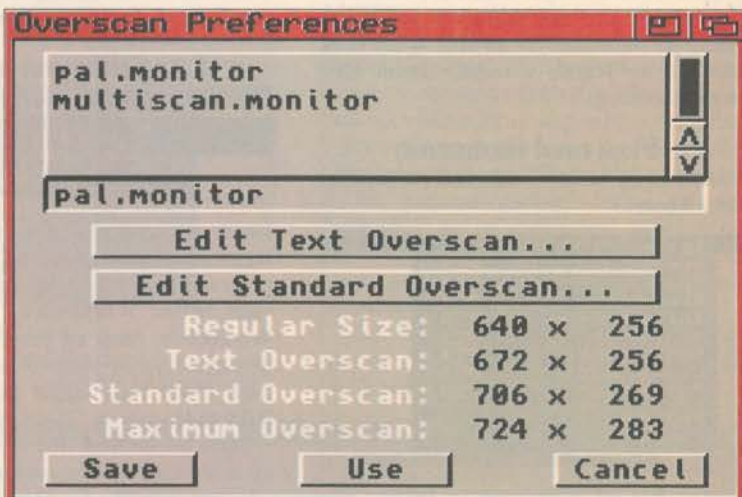 Overscan Preferences
pal.monitor
multiscan.monitor
pal.monitor
Edit Text Overscan...
Edit Standard Overscan...
Regular Size: 640 x 256
Text Overscan: 672 x 256
Standard Overscan: 706 x 269
Maximum Overscan: 724 x 283
Save Use Cancel